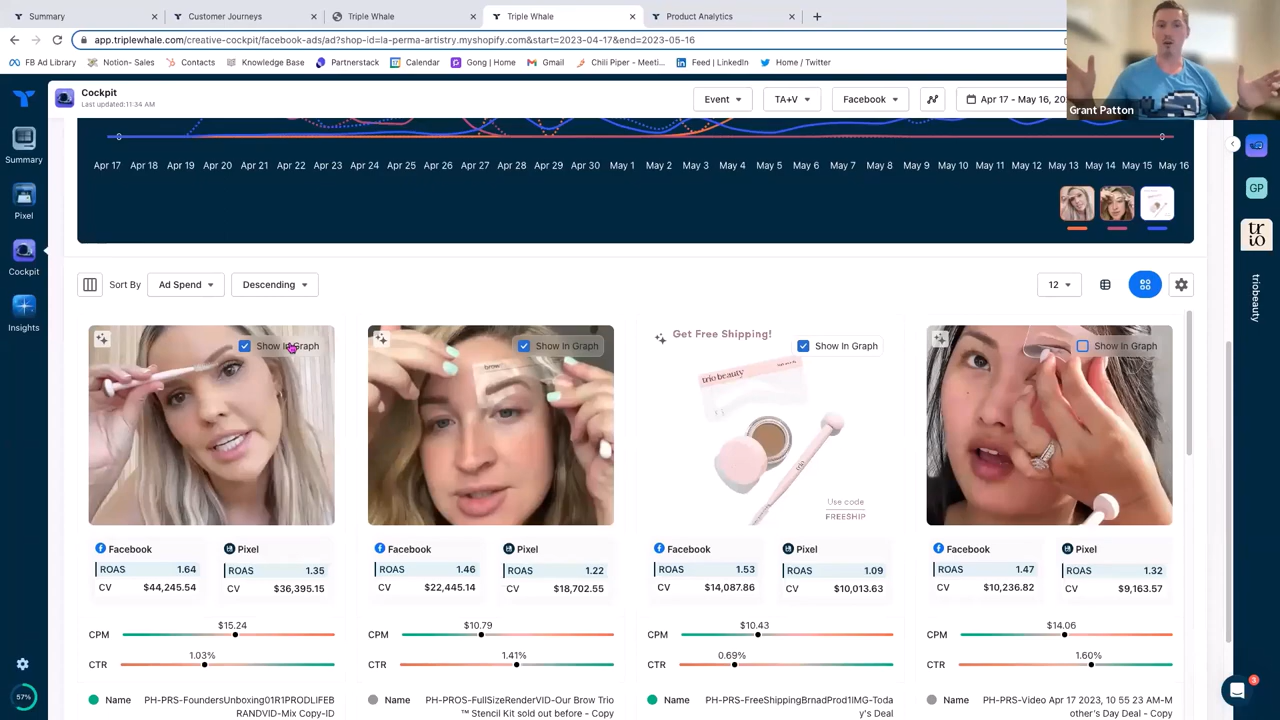 Summary
Customer Journeys
Triple Whale
Triple Whale
Product Analytics
app.triplewhale.com/creative-cockpit/facebook-ads/ad?shop-id=la-perma-artistry.myshopify.com&start=2023-04-17&end=2023-05-16
FB Ad Library
Notion- Sales
Contacts
Knowledge Base
Partnerstack
Calendar
Gong | Home
Gmail
Chili Piper - Meeti...
Feed | LinkedIn
Home / Twitter
Grant Patton
Cockpit
Last updated:11:34 AM
Event
TA+V
Facebook
Apr 17 - May 16, 20
Summary
Pixel
Cockpit
Insights
57%
GP
trio
triobeauty
3
0
0
Apr 17 Apr 18 Apr 19 Apr 20 Apr 21 Apr 22 Apr 23 Apr 24 Apr 25 Apr 26 Apr 27 Apr 28 Apr 29 Apr 30 May 1 May 2 May 3 May 4 May 5 May 6 May 7 May 8 May 9 May 10 May 11 May 12 May 13 May 14 May 15 May 16
Sort By
Ad Spend
Descending
12
Show In Graph
Facebook
ROAS 1.64
CV $44,245.54
Pixel
ROAS 1.35
CV $36,395.15
CPM $15.24
CTR 1.03%
Name PH-PRS-FoundersUnboxing01R1PRODLIFEB
RANDVID-Mix Copy-ID
Show In Graph
brow
Facebook
ROAS 1.46
CV $22,445.14
Pixel
ROAS 1.22
CV $18,702.55
CPM $10.79
CTR 1.41%
Name PH-PROS-FullSizeRenderVID-Our Brow Trio
™ Stencil Kit sold out before - Copy
Get Free Shipping!
Show In Graph
trio beauty
Use code
FREESHIP
Facebook
ROAS 1.53
CV $14,087.86
Pixel
ROAS 1.09
CV $10,013.63
CPM $10.43
CTR 0.69%
Name PH-PRS-FreeShippingBrnadProd1IMG-Toda
y's Deal
Show In Graph
Facebook
ROAS 1.47
CV $10,236.82
Pixel
ROAS 1.32
CV $9,163.57
CPM $14.06
CTR 1.60%
Name PH-PRS-Video Apr 17 2023, 10 55 23 AM-M
other's Day Deal - Copy